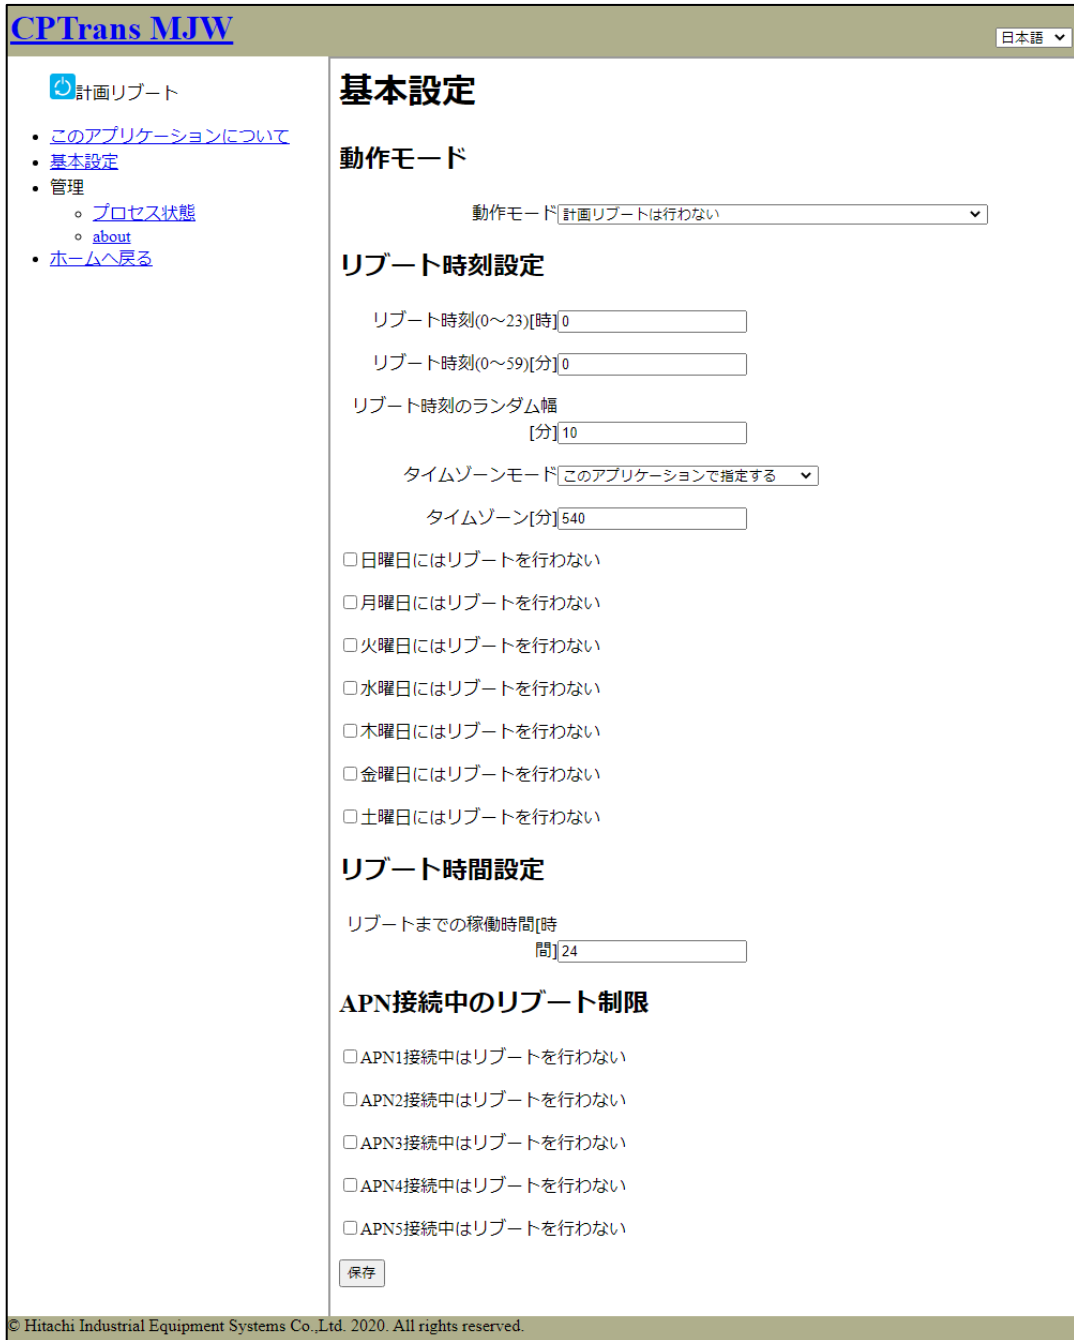 CPTrans MJW
日本語
計画リブート
このアプリケーションについて
基本設定
管理
プロセス状態
about
ホームへ戻る
基本設定
動作モード
動作モード 計画リブートは行わない
リブート時刻設定
リブート時刻(0～23)[時] 0
リブート時刻(0～59)[分] 0
リブート時刻のランダム幅
[分] 10
タイムゾーンモード このアプリケーションで指定する
タイムゾーン[分] 540
日曜日にはリブートを行わない
月曜日にはリブートを行わない
火曜日にはリブートを行わない
水曜日にはリブートを行わない
木曜日にはリブートを行わない
金曜日にはリブートを行わない
土曜日にはリブートを行わない
リブート時間設定
リブートまでの稼働時間[時
間] 24
APN接続中のリブート制限
APN1接続中はリブートを行わない
APN2接続中はリブートを行わない
APN3接続中はリブートを行わない
APN4接続中はリブートを行わない
APN5接続中はリブートを行わない
保存
© Hitachi Industrial Equipment Systems Co.,Ltd. 2020. All rights reserved.